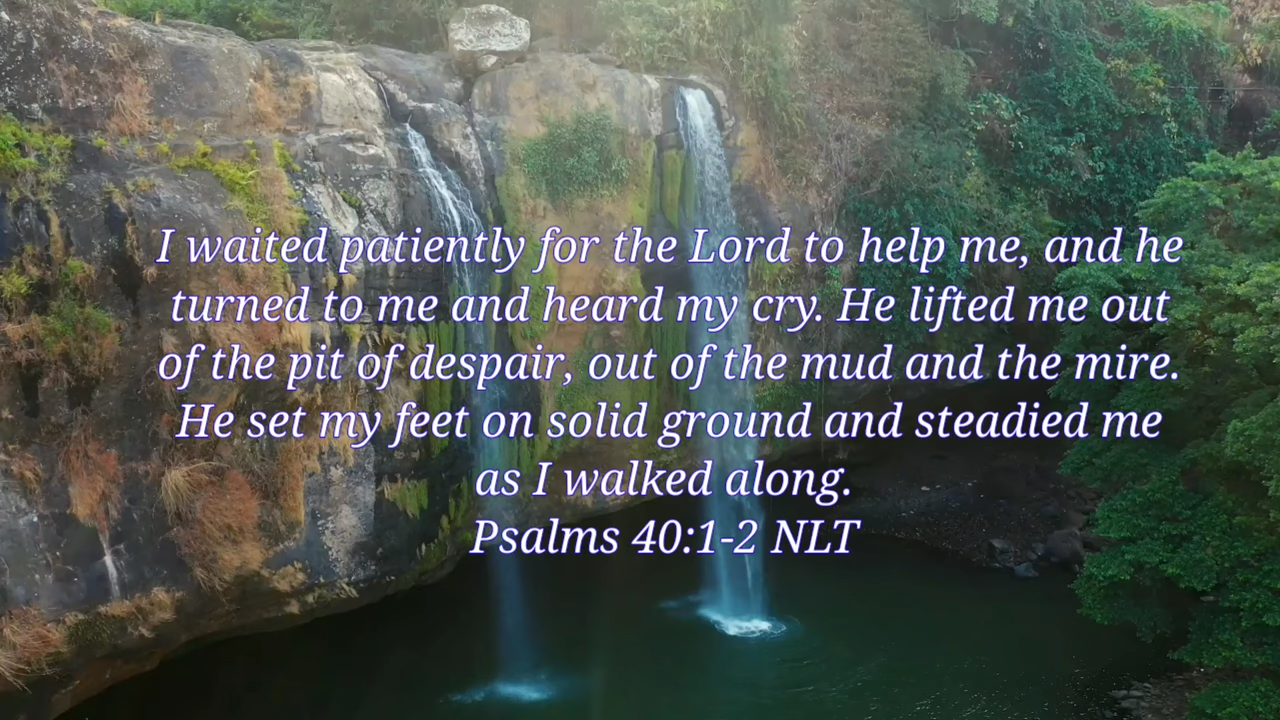 I waited patiently for the Lord to help me, and he
turned to me and heard my cry. He lifted me out
of the pit of despair, out of the mud and the mire.
He set my feet on solid ground and steadied me
as I walked along.
Psalms 40:1-2 NLT